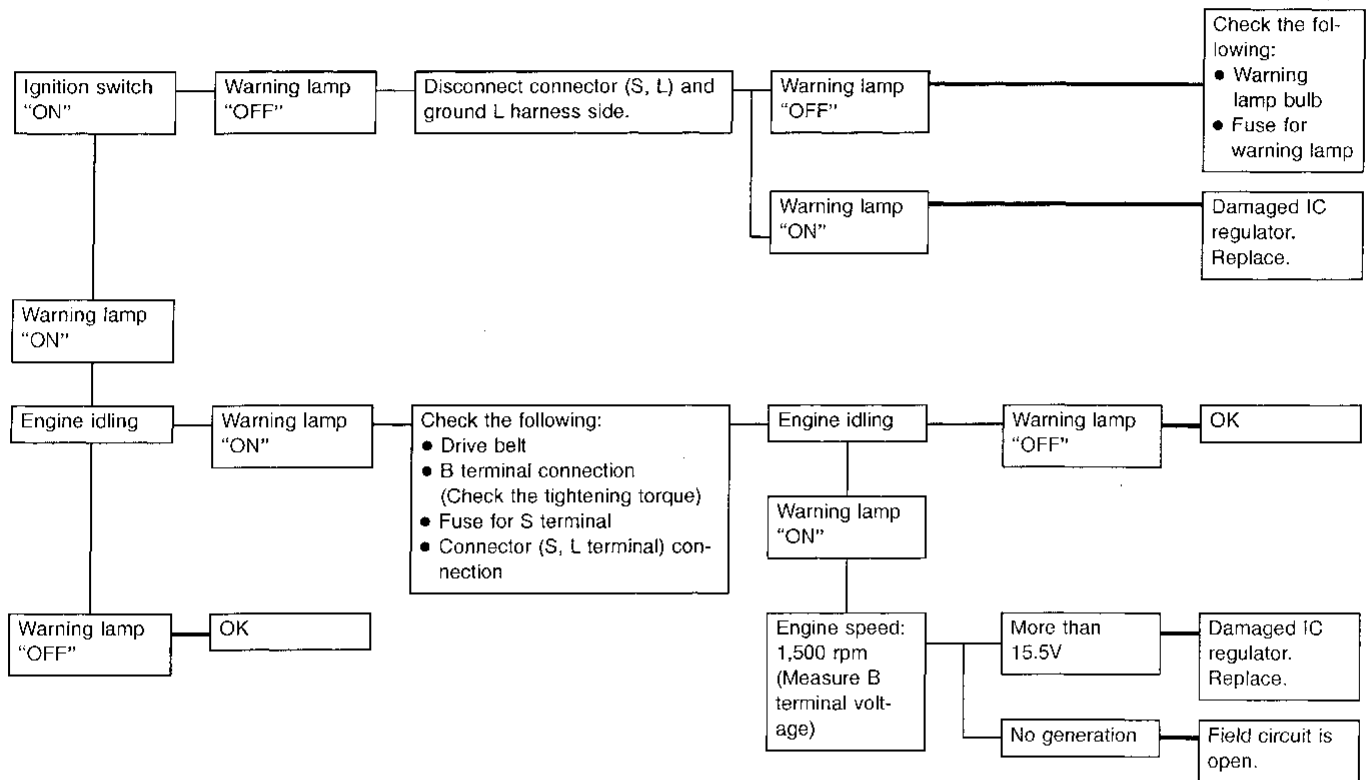 Ignition switch
"ON"
Warning lamp
"OFF"
Disconnect connector (S, L) and
ground L harness side.
Warning lamp
"OFF"
Check the fol-
lowing:
● Warning
lamp bulb
● Fuse for
warning lamp
Warning lamp
"ON"
Damaged IC
regulator.
Replace.
Warning lamp
"ON"
Engine idling
Warning lamp
"ON"
Check the following:
● Drive belt
● B terminal connection
(Check the tightening torque)
● Fuse for S terminal
● Connector (S, L terminal) con-
nection
Engine idling
Warning lamp
"OFF"
OK
Warning lamp
"ON"
Warning lamp
"OFF"
OK
Engine speed:
1,500 rpm
(Measure B
terminal volt-
age)
More than
15.5V
Damaged IC
regulator.
Replace.
No generation
Field circuit is
open.